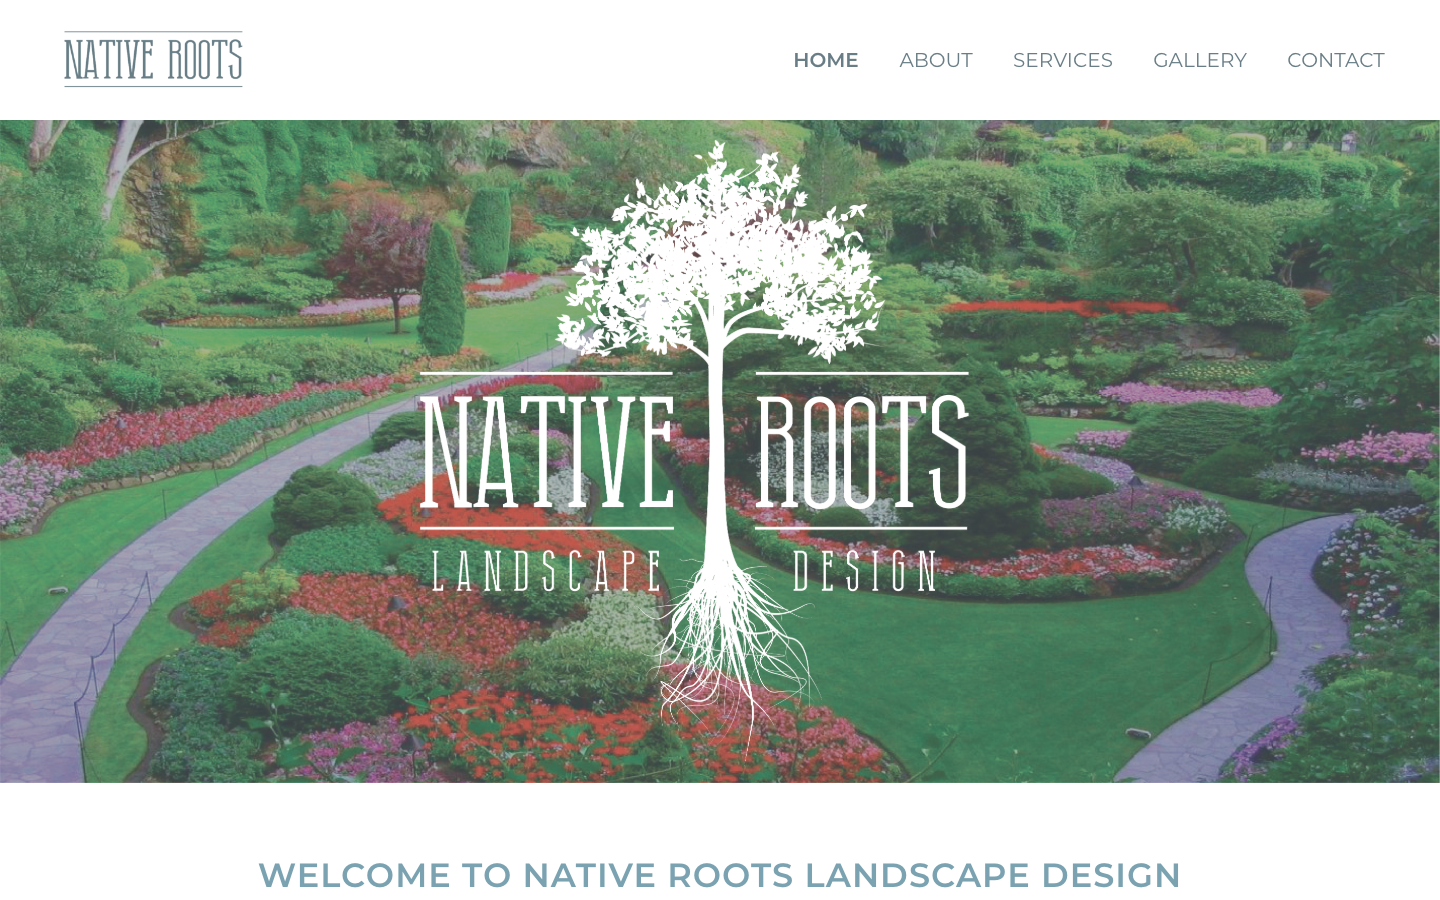 NATIVE ROOTS
HOME ABOUT SERVICES GALLERY CONTACT
NATIVE ROOTS
LANDSCAPE DESIGN
WELCOME TO NATIVE ROOTS LANDSCAPE DESIGN